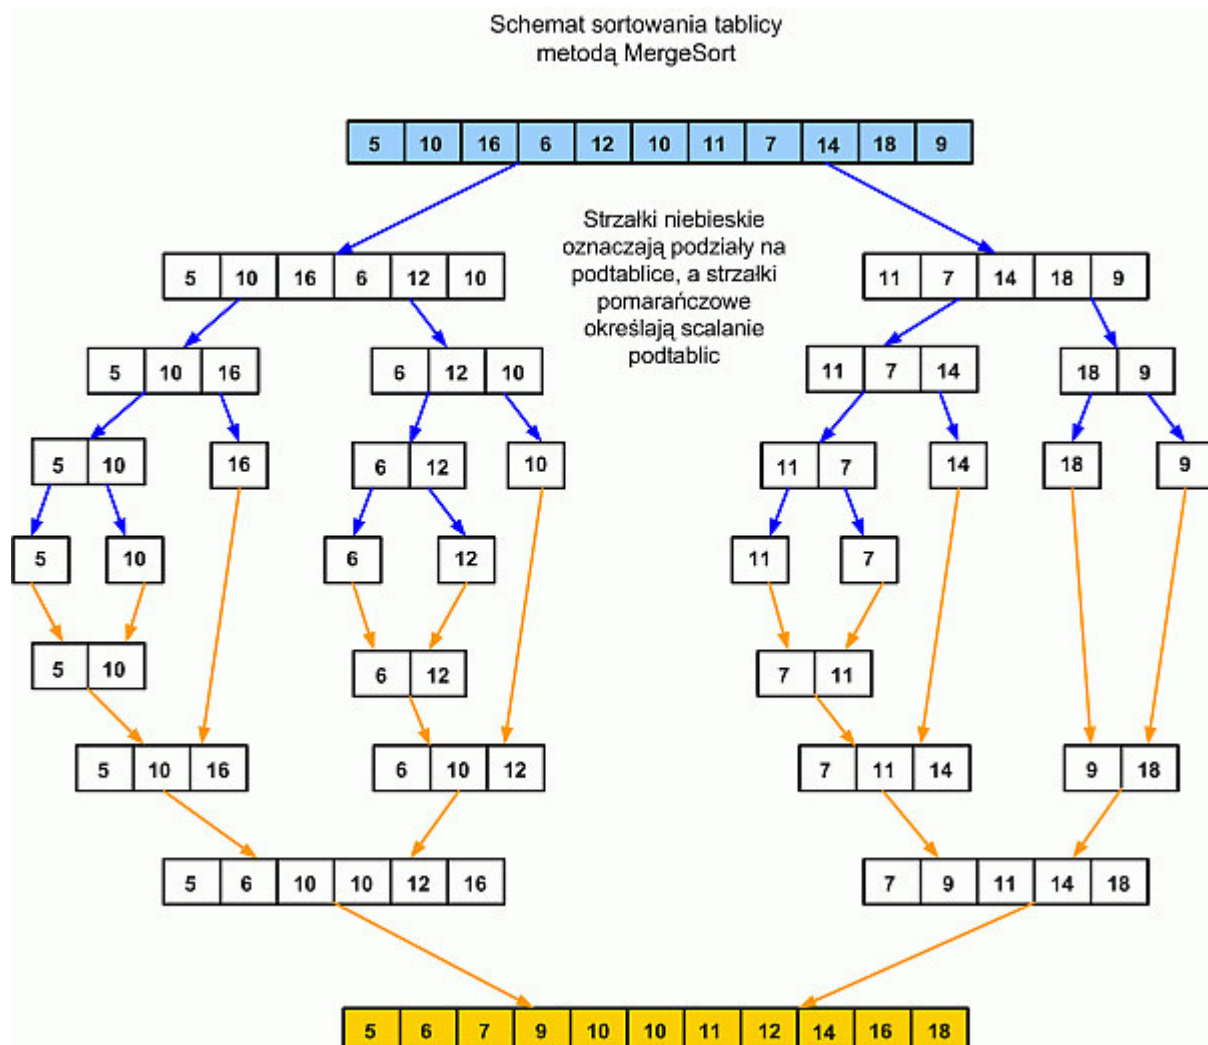 Schemat sortowania tablicy
metodą MergeSort
5 10 16 6 12 10 11 7 14 18 9
Strzałki niebieskie
oznaczają podziały na
podtablice, a strzałki
pomarańczowe
określają scalanie
podtablic
5 10 16 6 12 10
11 7 14 18 9
5 10 16
6 12 10
11 7 14
18 9
5 10
16
6 12
10
11 7
14
18
9
5
10
6
12
11
7
5 10
6 12
7 11
5 10 16
6 10 12
7 11 14
9 18
5 6 10 10 12 16
7 9 11 14 18
5 6 7 9 10 10 11 12 14 16 18